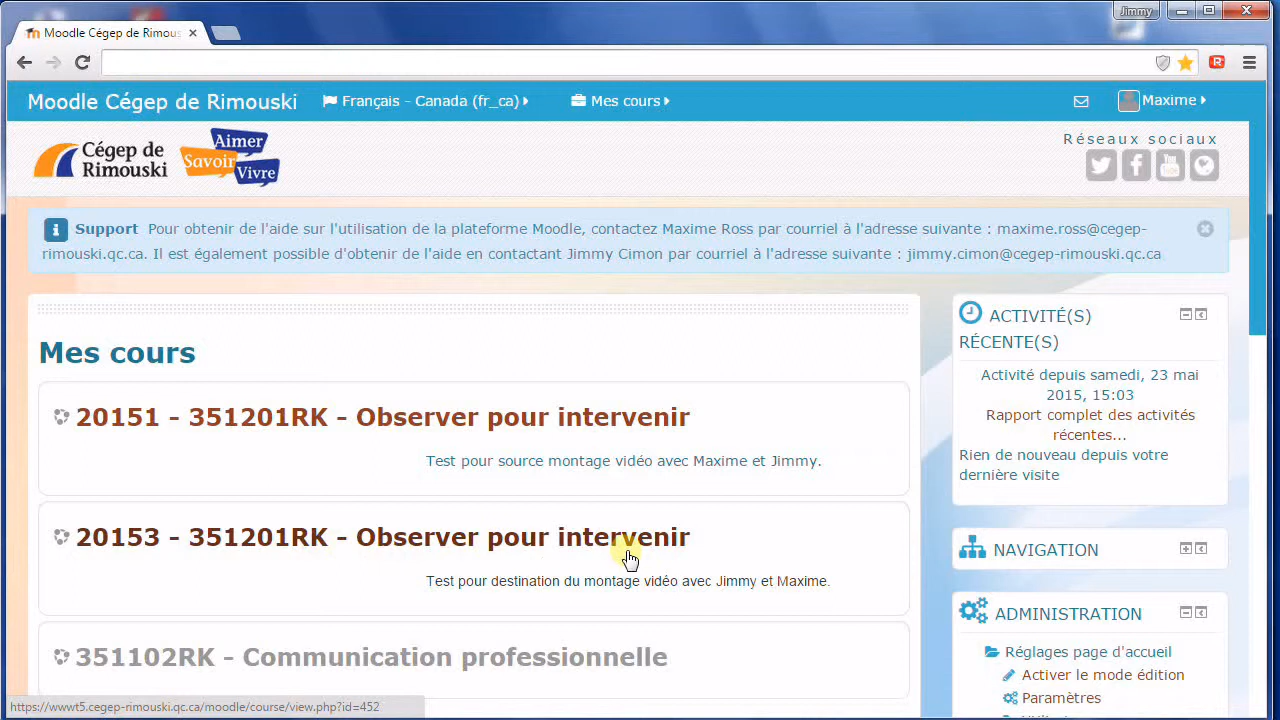 Jimmy
Moodle Cégep de Rimous
Moodle Cégep de Rimouski
Français - Canada (fr_ca)
Mes cours
Maxime
Cégep de
Rimouski
Aimer
Savoir
Vivre
Réseaux sociaux
You
Support Pour obtenir de l'aide sur l'utilisation de la plateforme Moodle, contactez Maxime Ross par courriel à l'adresse suivante : maxime.ross@cegep-
rimouski.qc.ca. Il est également possible d'obtenir de l'aide en contactant Jimmy Cimon par courriel à l'adresse suivante : jimmy.cimon@cegep-rimouski.qc.ca
Mes cours
20151 - 351201RK - Observer pour intervenir
Test pour source montage vidéo avec Maxime et Jimmy.
20153 - 351201RK - Observer pour intervenir
Test pour destination du montage vidéo avec Jimmy et Maxime.
351102RK - Communication professionnelle
ACTIVITÉ(S)
RÉCENTE(S)
Activité depuis samedi, 23 mai
2015, 15:03
Rapport complet des activités
récentes...
Rien de nouveau depuis votre
dernière visite
NAVIGATION
ADMINISTRATION
Réglages page d'accueil
Activer le mode édition
Paramètres
https://wwwt5.cegep-rimouski.qc.ca/moodle/course/view.php?id=452